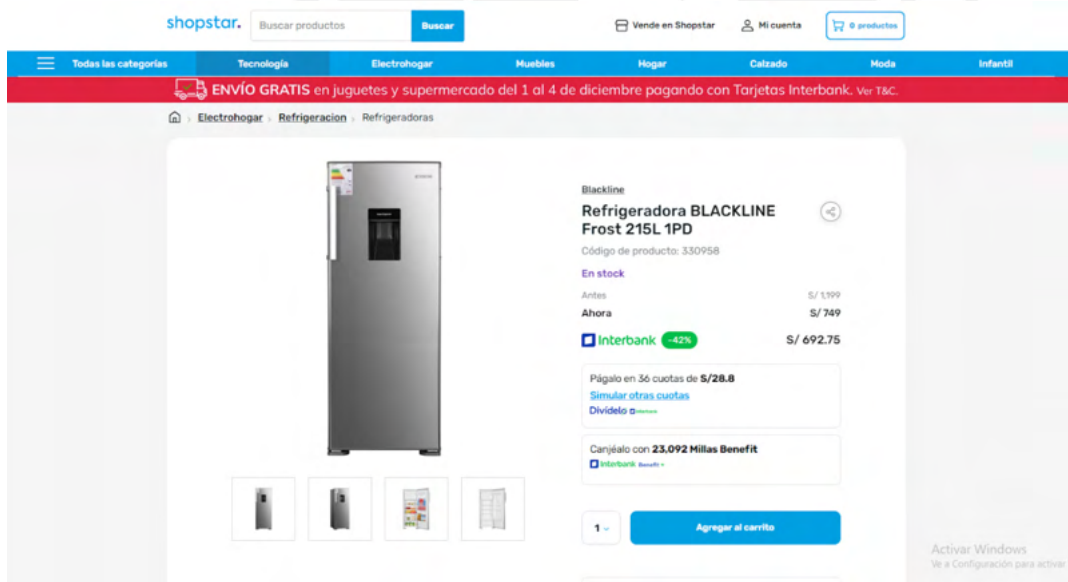 shopstar.
Buscar productos
Buscar
Vende en Shopstar
Mi cuenta
0 productos
Todas las categorías
Tecnología
Electrohogar
Muebles
Hogar
Calzado
Moda
Infantil
ENVÍO GRATIS en juguetes y supermercado del 1 al 4 de diciembre pagando con Tarjetas Interbank. Ver T&C.
Electrohogar
Refrigeracion
Refrigeradoras
Blackline
Refrigeradora BLACKLINE
Frost 215L 1PD
Código de producto: 330958
En stock
Antes S/ 1,199
Ahora S/ 749
Interbank -42% S/ 692.75
Págalo en 36 cuotas de S/28.8
Simular otras cuotas
Divídelo Interbank
Canjéalo con 23,092 Millas Benefit
Interbank Benefit +
1
Agregar al carrito
Activar Windows
Ve a Configuración para activar